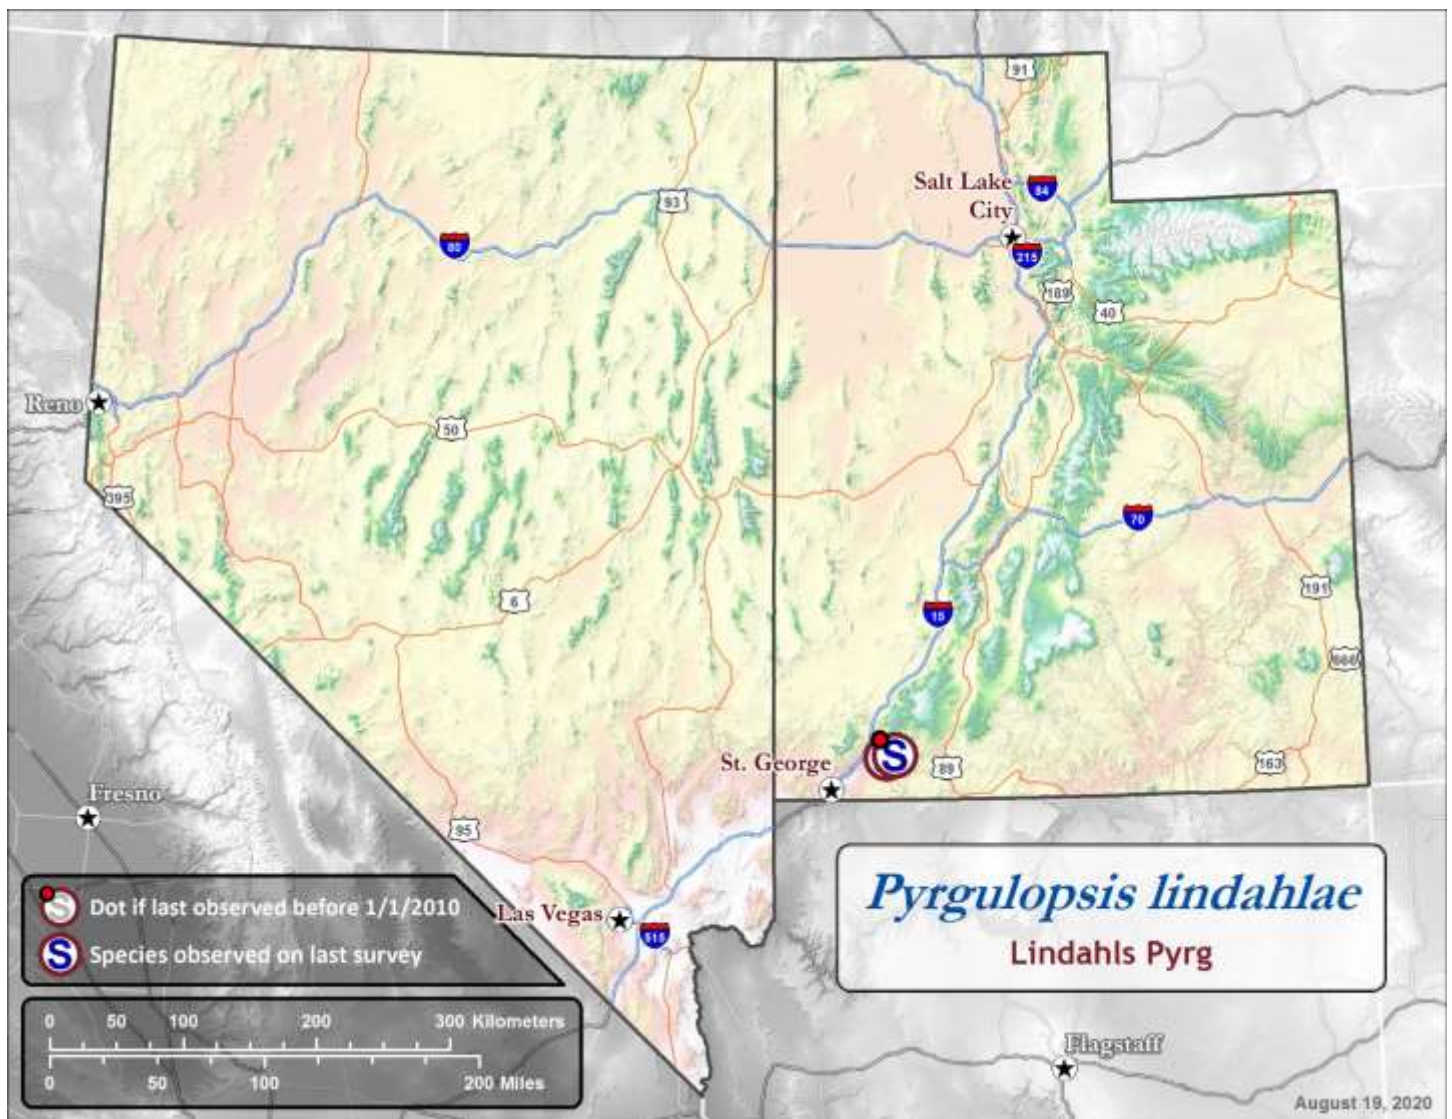 91
Salt Lake
City
84
93
80
215
189
40
Reno
50
395
70
6
191
15
666
St. George
S
89
163
Fresno
95
Pyrgulopsis lindahlae
Lindahls Pyrg
S Dot if last observed before 1/1/2010
Las Vegas
515
S Species observed on last survey
0 50 100 200 300 Kilometers
0 50 100 200 Miles
Flagstaff
August 19, 2020